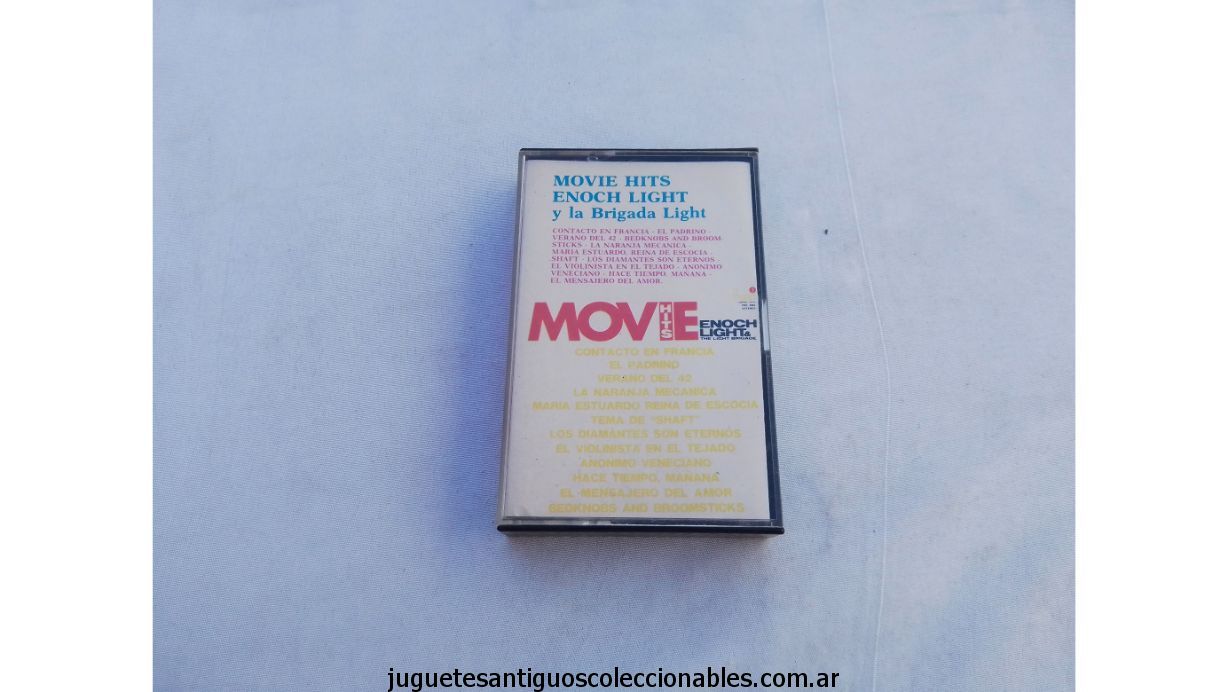 MOVIE HITS
ENOCH LIGHT
y la Brigada Light
CONTACTO EN FRANCIA - EL PADRINO -
VERANO DEL 42 - BEDKNOBS AND BROOM
STICKS - LA NARANJA MECANICA -
MARIA ESTUARDO, REINA DE ESCOCIA -
SHAFT - LOS DIAMANTES SON ETERNOS -
EL VIOLINISTA EN EL TEJADO - ANONIMO
VENECIANO - HACE TIEMPO, MAÑANA -
EL MENSAJERO DEL AMOR.
MOVIE HITS
ENOCH
LIGHT &
THE LIGHT BRIGADE
CONTACTO EN FRANCIA
EL PADRINO
VERANO DEL 42
LA NARANJA MECANICA
MARIA ESTUARDO REINA DE ESCOCIA
TEMA DE "SHAFT"
LOS DIAMANTES SON ETERNOS
EL VIOLINISTA EN EL TEJADO
ANONIMO VENECIANO
HACE TIEMPO, MAÑANA
EL MENSAJERO DEL AMOR
BEDKNOBS AND BROOMSTICKS
juguetesantiguoscoleccionables.com.ar